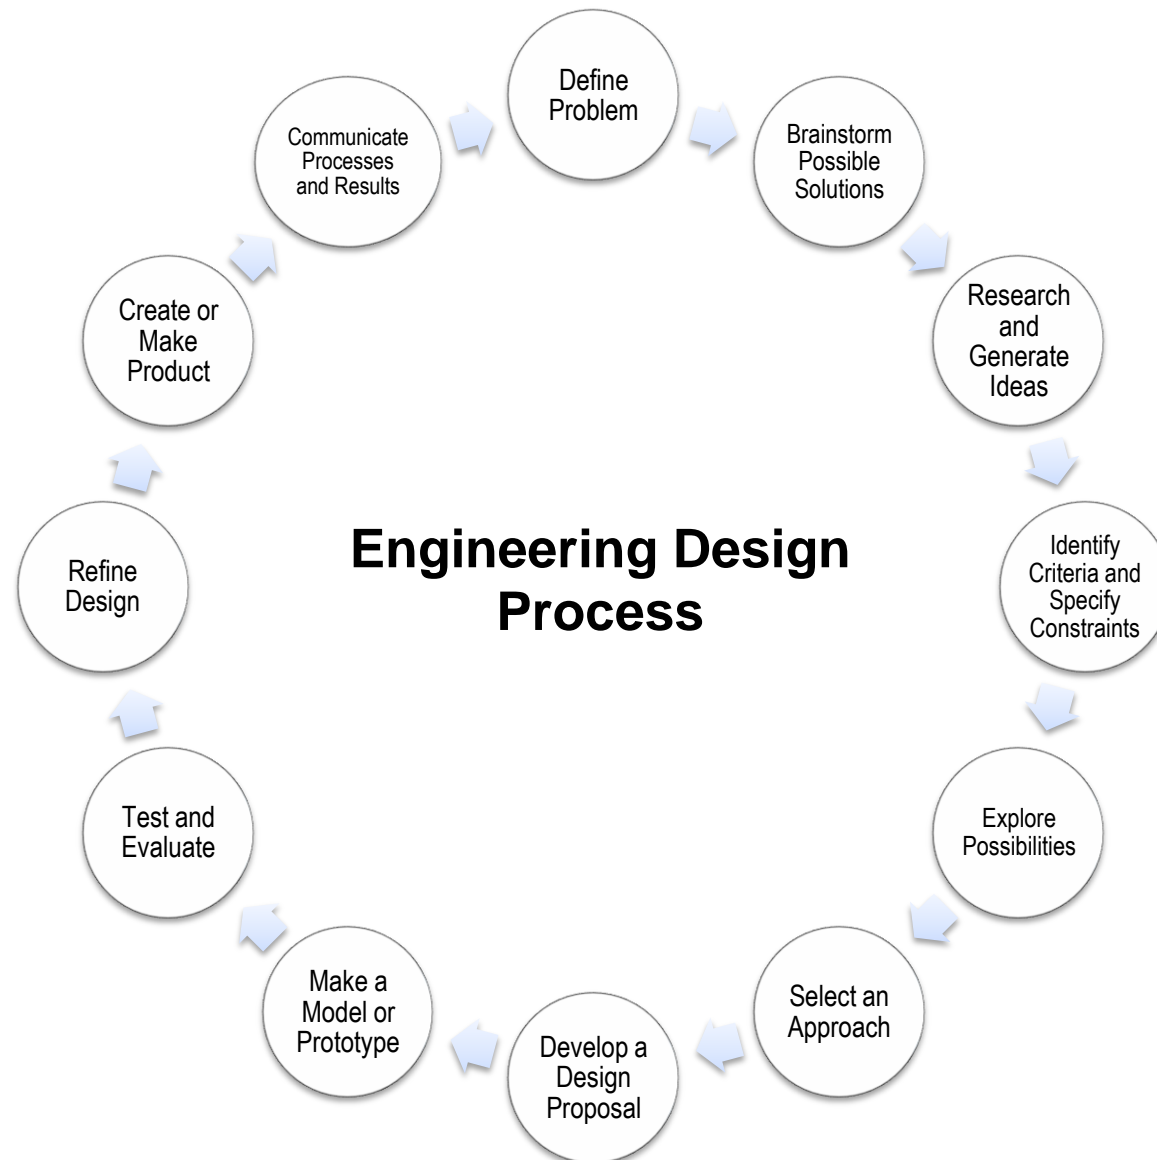 Define
Problem
Brainstorm
Possible
Solutions
Research
and
Generate
Ideas
Identify
Criteria and
Specify
Constraints
Explore
Possibilities
Select an
Approach
Develop a
Design
Proposal
Make a
Model or
Prototype
Test and
Evaluate
Refine
Design
Create or
Make
Product
Communicate
Processes
and Results
Engineering Design
Process